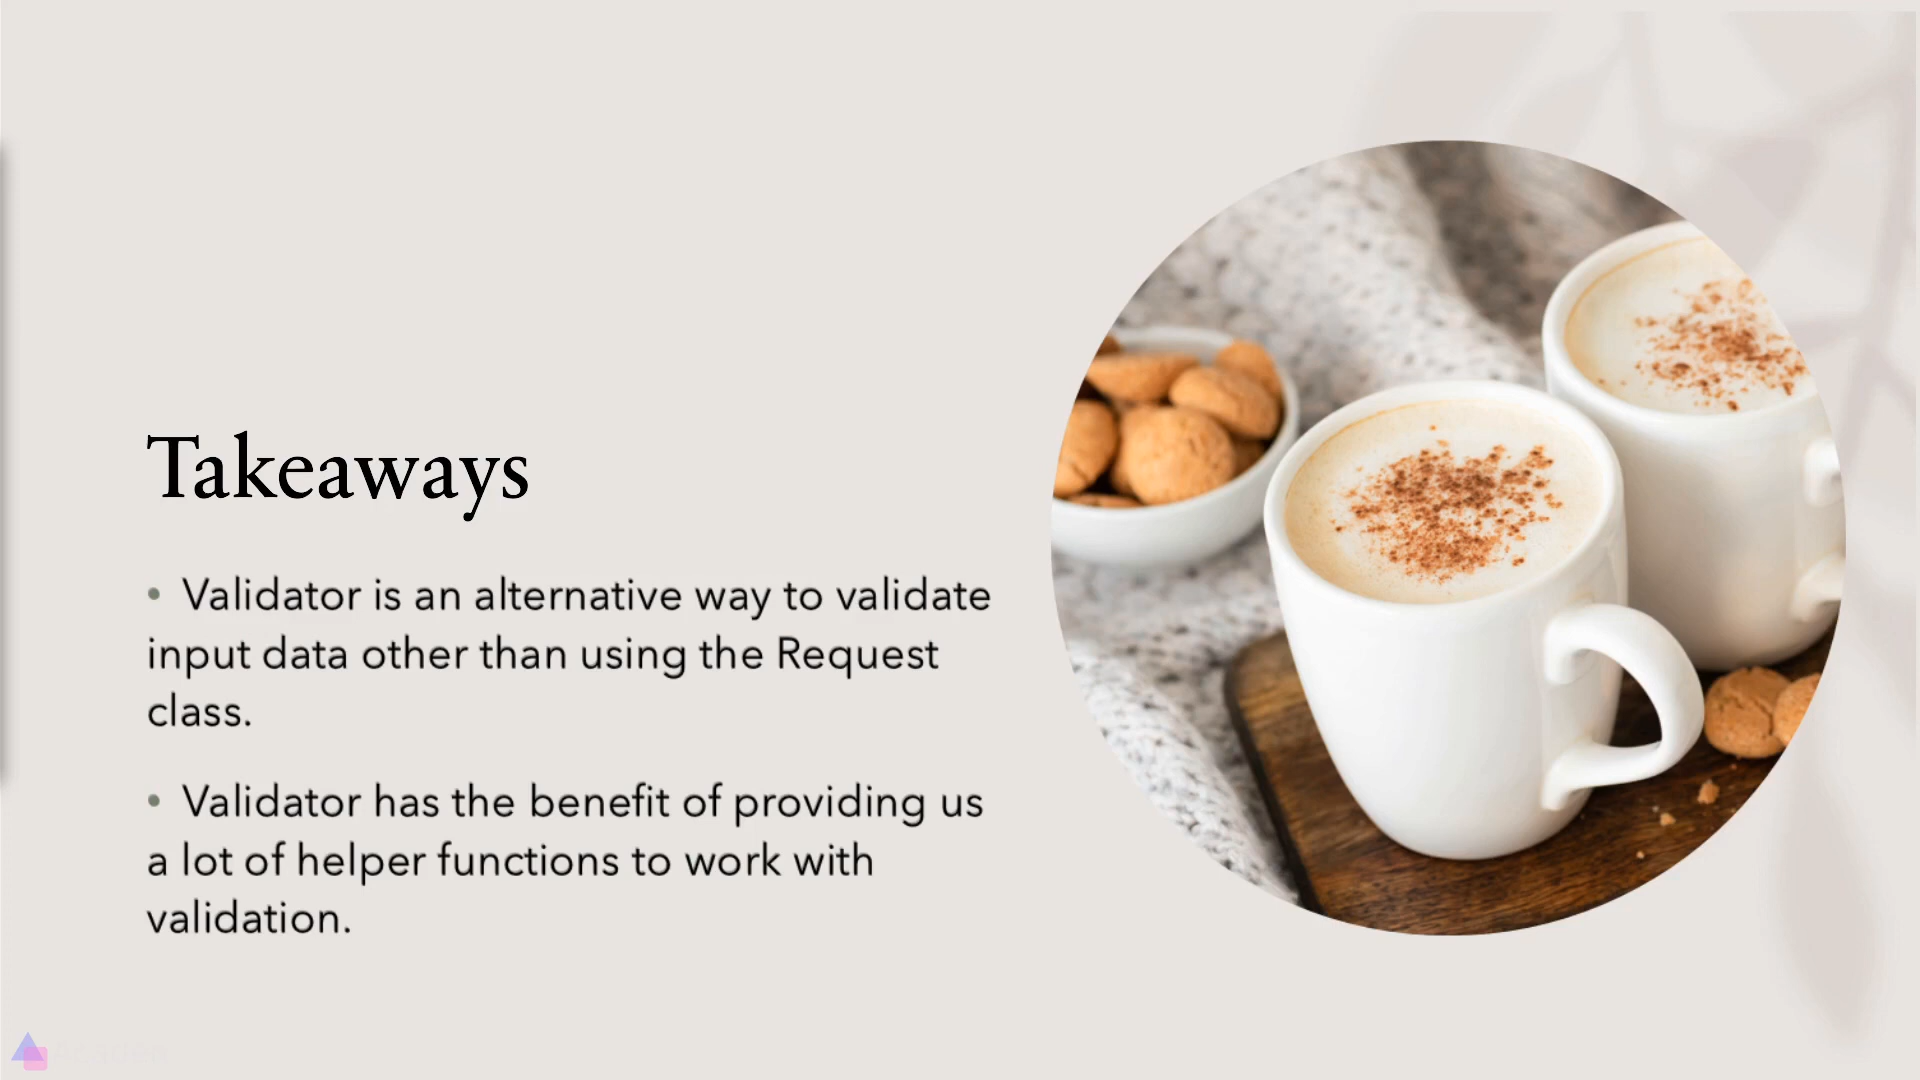 Takeaways
• Validator is an alternative way to validate
input data other than using the Request
class.
• Validator has the benefit of providing us
a lot of helper functions to work with
validation.